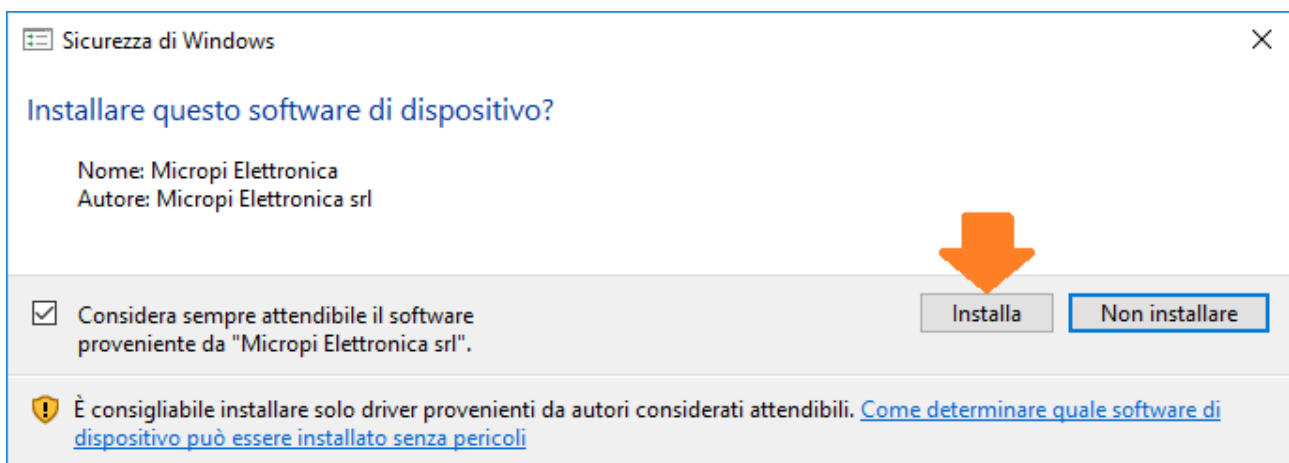 Sicurezza di Windows
Installare questo software di dispositivo?
Nome: Micropi Elettronica
Autore: Micropi Elettronica srl
Considera sempre attendibile il software
proveniente da "Micropi Elettronica srl".
Installa
Non installare
È consigliabile installare solo driver provenienti da autori considerati attendibili. Come determinare quale software di
dispositivo può essere installato senza pericoli